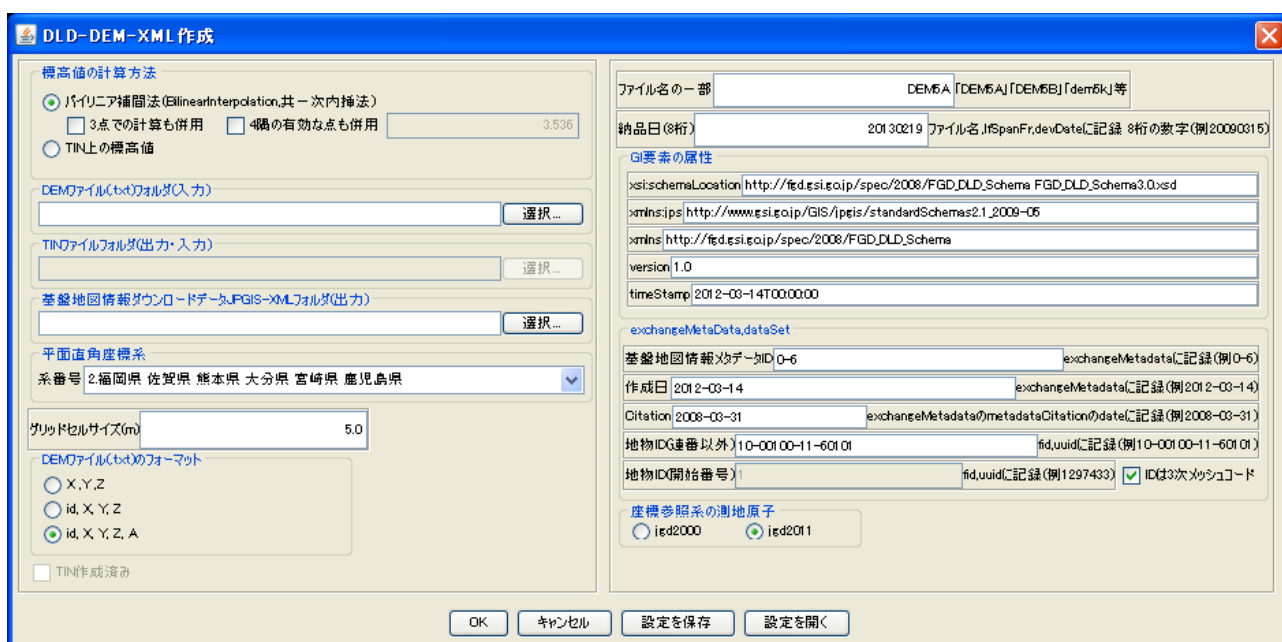 DLD-DEM-XML作成
標高値の計算方法
バイリニア補間法(BilinearInterpolation,共一次内挿法)
3点での計算も併用 4隅の有効な点も併用 3.536
TIN上の標高値
DEMファイル(.txt)フォルダ(入力)
選択...
TINファイルフォルダ(出力・入力)
選択...
基盤地図情報ダウンロードデータJPGIS-XMLフォルダ(出力)
選択...
平面直角座標系
系番号 2.福岡県 佐賀県 熊本県 大分県 宮崎県 鹿児島県
グリッドセルサイズ(m) 5.0
DEMファイル(.txt)のフォーマット
X,Y,Z
id, X, Y, Z
id, X, Y, Z, A
TIN作成済み
ファイル名の一部 DEM5A 「DEM5A」「DEM5B」「dem5k」等
納品日(8桁) 20130219 ファイル名,lfSpanFr,devDateに記録 8桁の数字(例20090315)
GI要素の属性
xsi:schemaLocation http://fgd.gsi.go.jp/spec/2008/FGD_DLD_Schema FGD_DLD_Schema3.0.xsd
xmlns:jps http://www.gsi.go.jp/GIS/jpgis/standardSchemas2.1_2009-05
xmlns http://fgd.gsi.go.jp/spec/2008/FGD_DLD_Schema
version 1.0
timeStamp 2012-03-14T00:00:00
exchangeMetaData,dataSet
基盤地図情報メタデータID 0-6 exchangeMetadataに記録(例0-6)
作成日 2012-03-14 exchangeMetadataに記録(例2012-03-14)
Citation 2008-03-31 exchangeMetadataのmetadataCitationのdateに記録(例2008-03-31)
地物ID(連番以外) 10-00100-11-60101 fid,uuidに記録(例10-00100-11-60101)
地物ID(開始番号) 1 fid,uuidに記録(例1297433) IDは3次メッシュコード
座標参照系の測地原子
jgd2000 jgd2011
OK キャンセル 設定を保存 設定を開く